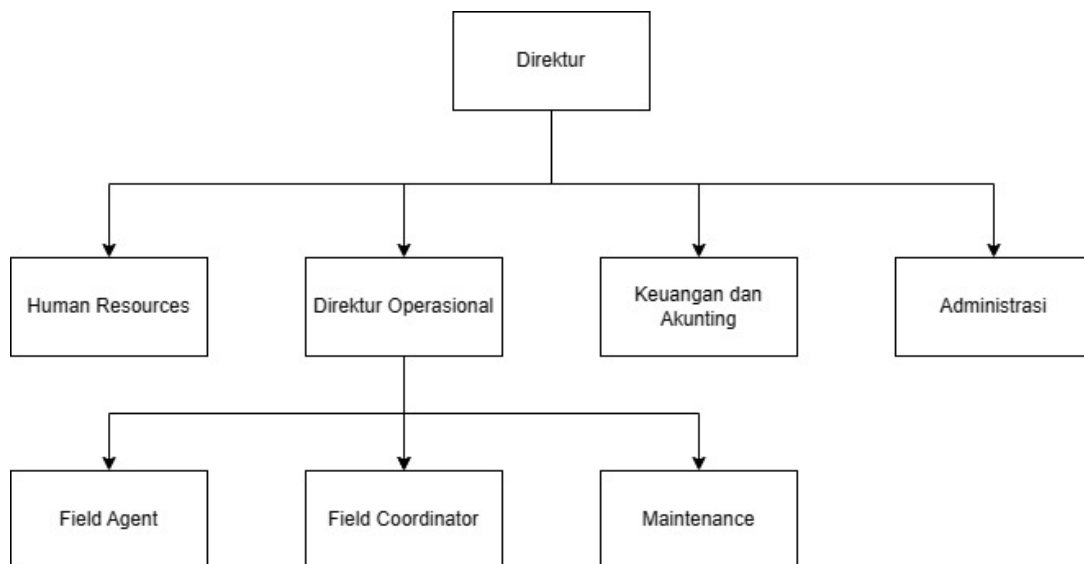 Direktur
Human Resources
Direktur Operasional
Keuangan dan
Akunting
Administrasi
Field Agent
Field Coordinator
Maintenance